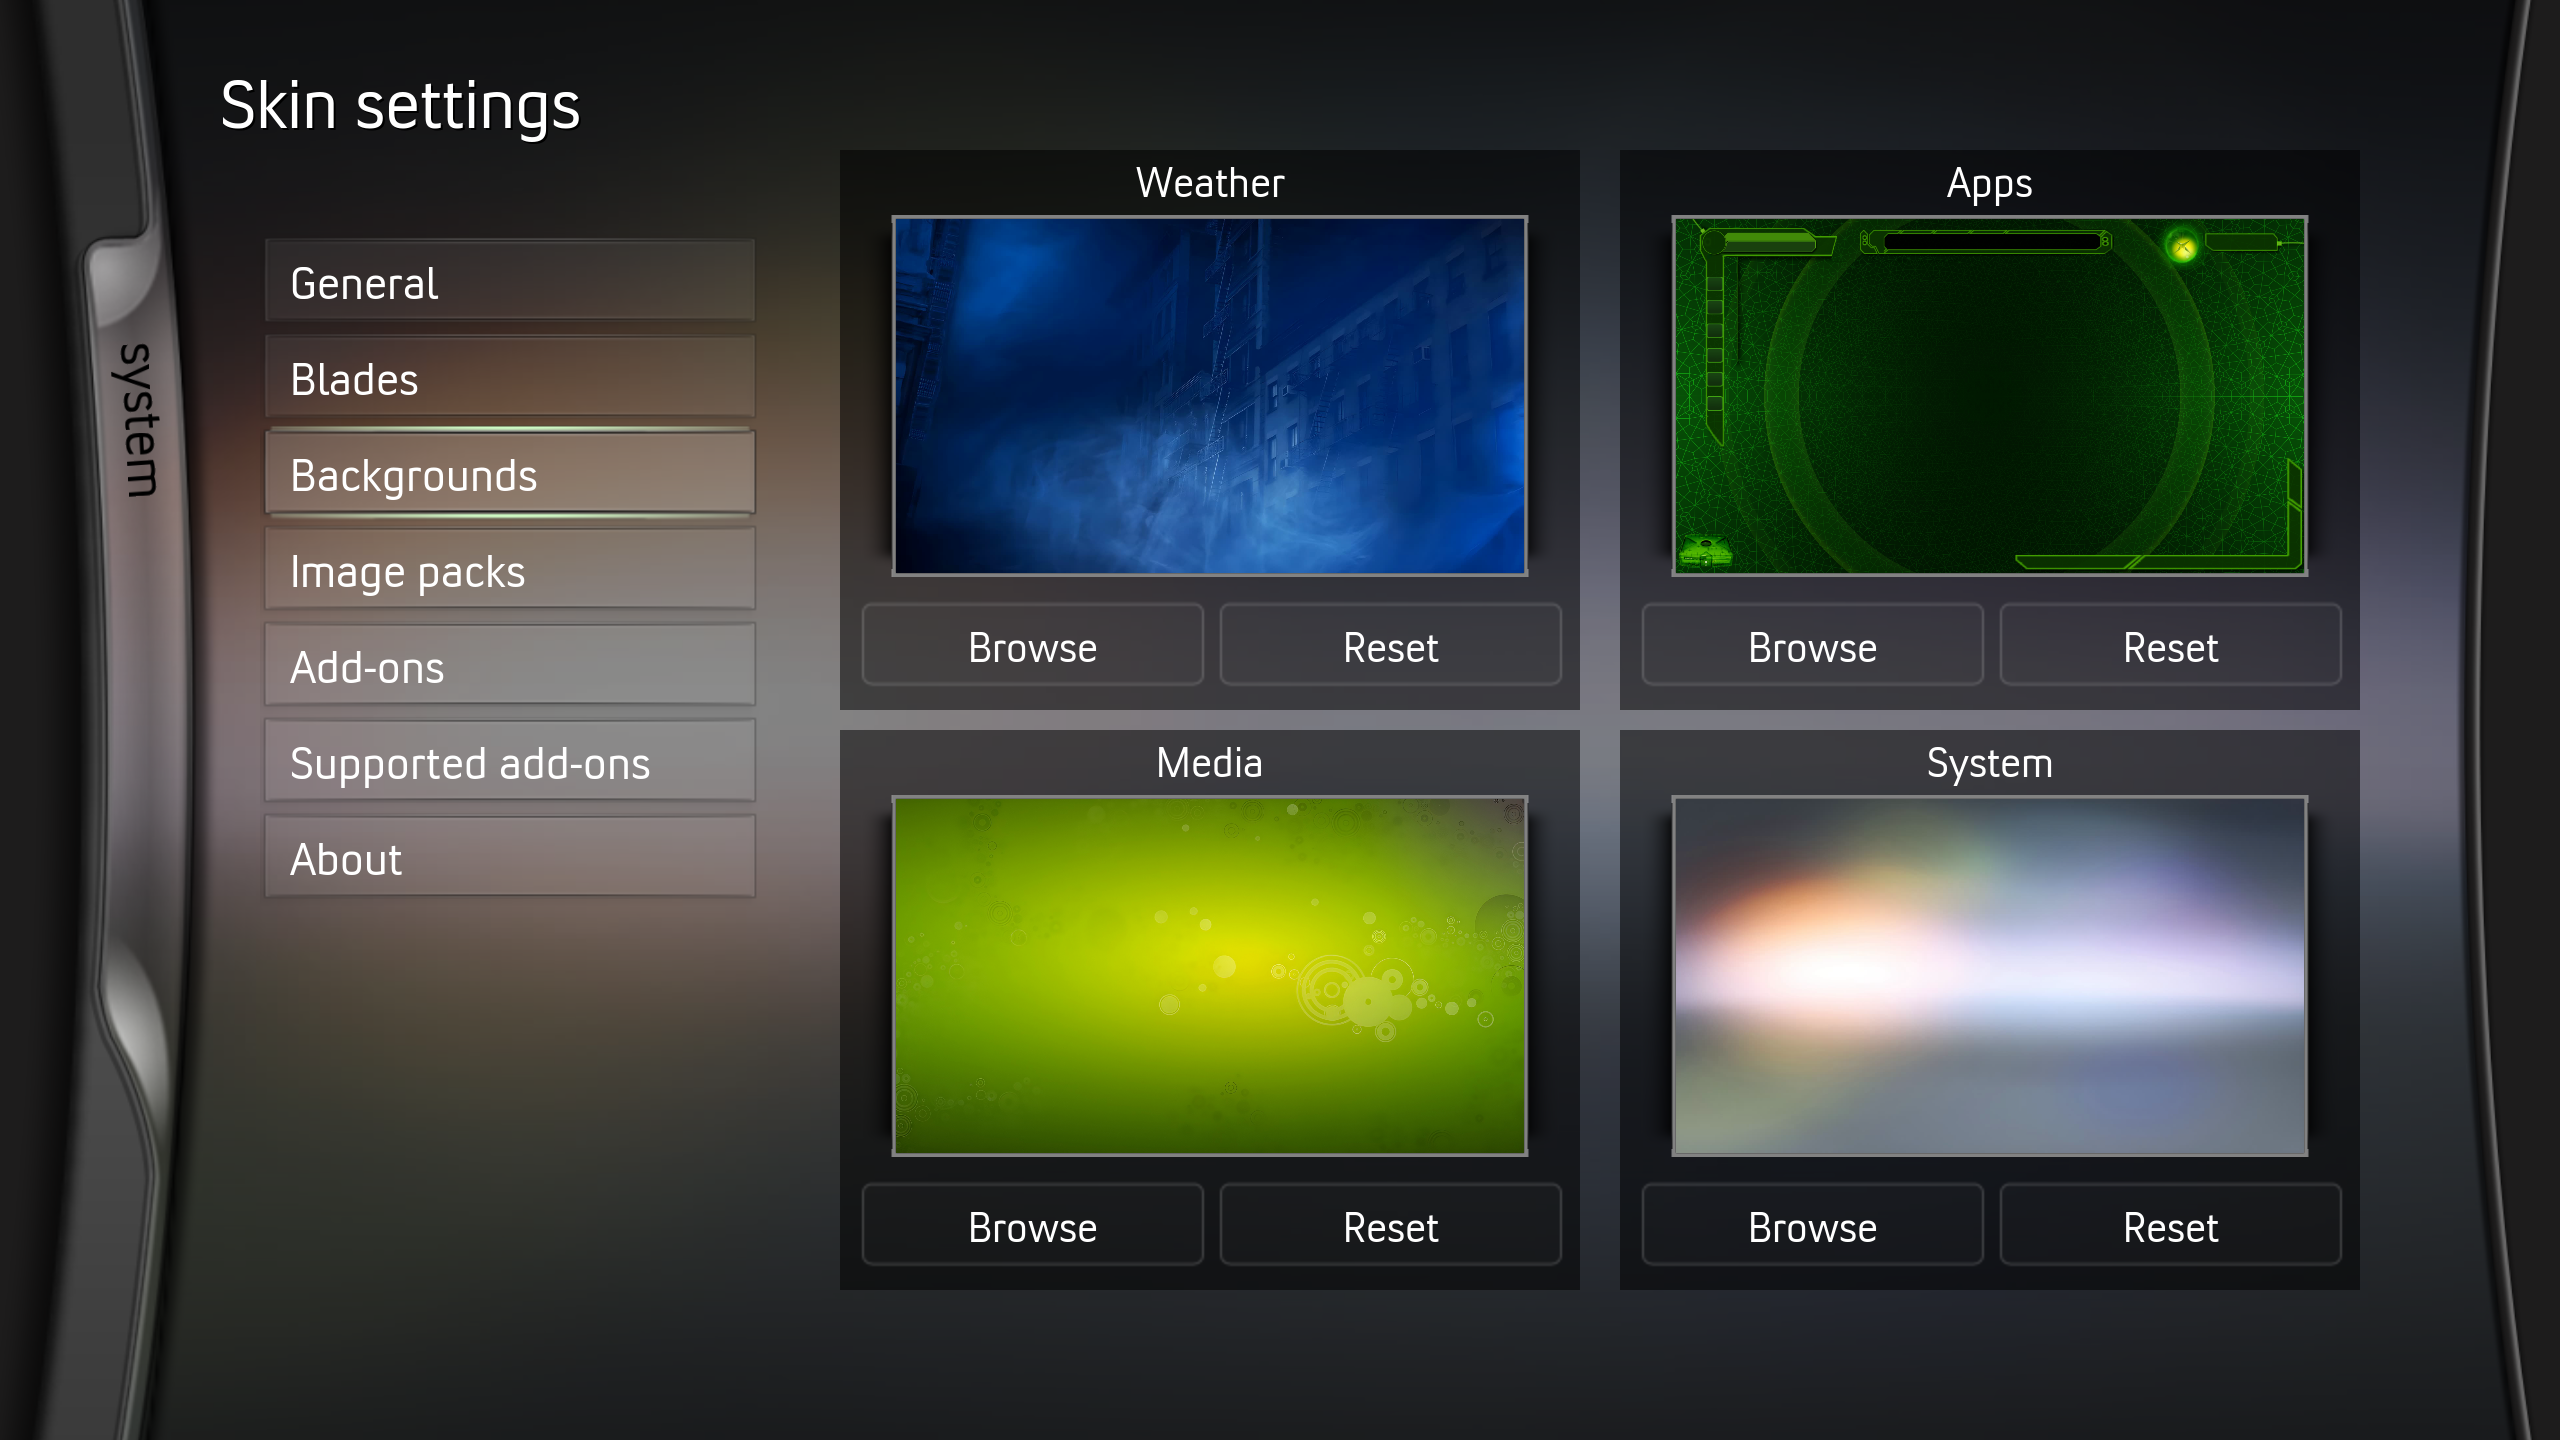 Skin settings
system
General
Blades
Backgrounds
Image packs
Add-ons
Supported add-ons
About
Weather
Browse
Reset
Apps
Browse
Reset
Media
Browse
Reset
System
Browse
Reset